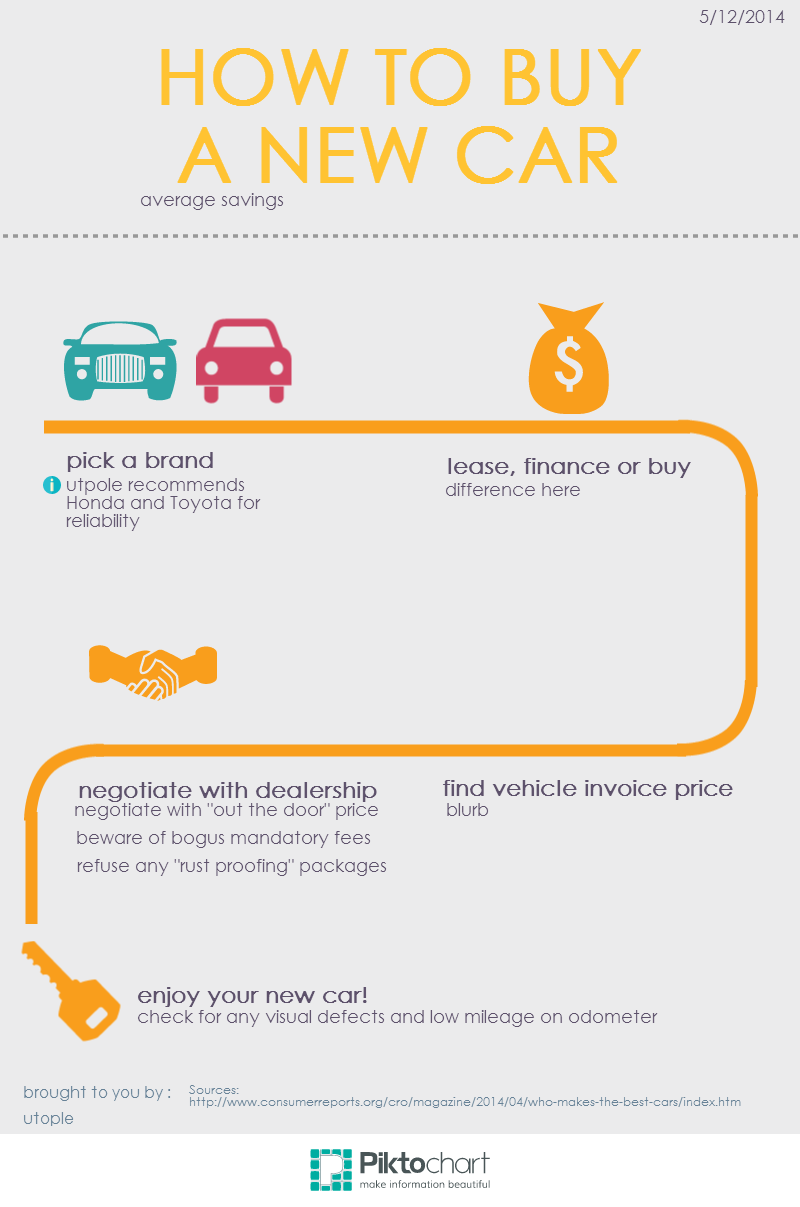 5/12/2014
HOW TO BUY
A NEW CAR
average savings
$
pick a brand
i utpole recommends
Honda and Toyota for
reliability
lease, finance or buy
difference here
negotiate with dealership
negotiate with "out the door" price
beware of bogus mandatory fees
refuse any "rust proofing" packages
find vehicle invoice price
blurb
enjoy your new car!
check for any visual defects and low mileage on odometer
brought to you by :
utople
Sources:
http://www.consumerreports.org/cro/magazine/2014/04/who-makes-the-best-cars/index.htm
Piktochart
make information beautiful